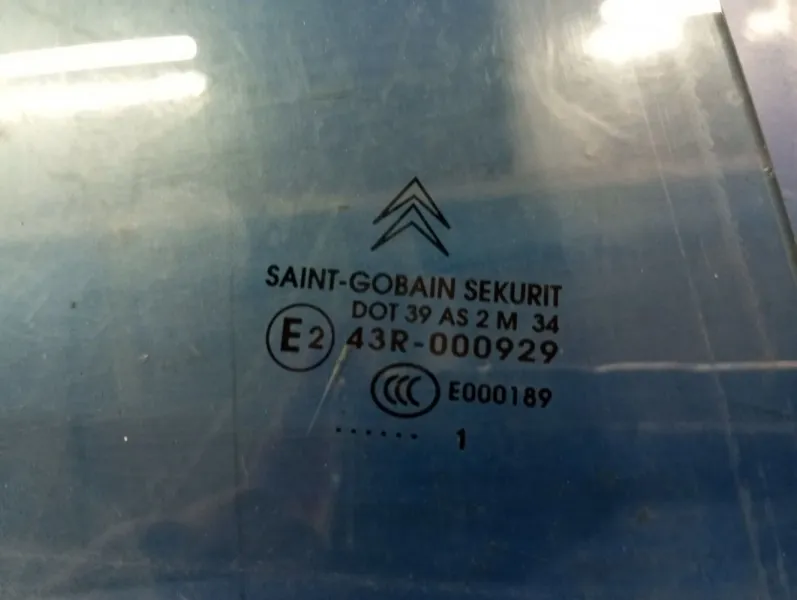 SAINT-GOBAIN SEKURIT
DOT 39 AS 2 M 34
E2 43R-000929
CCC E000189
...... 1